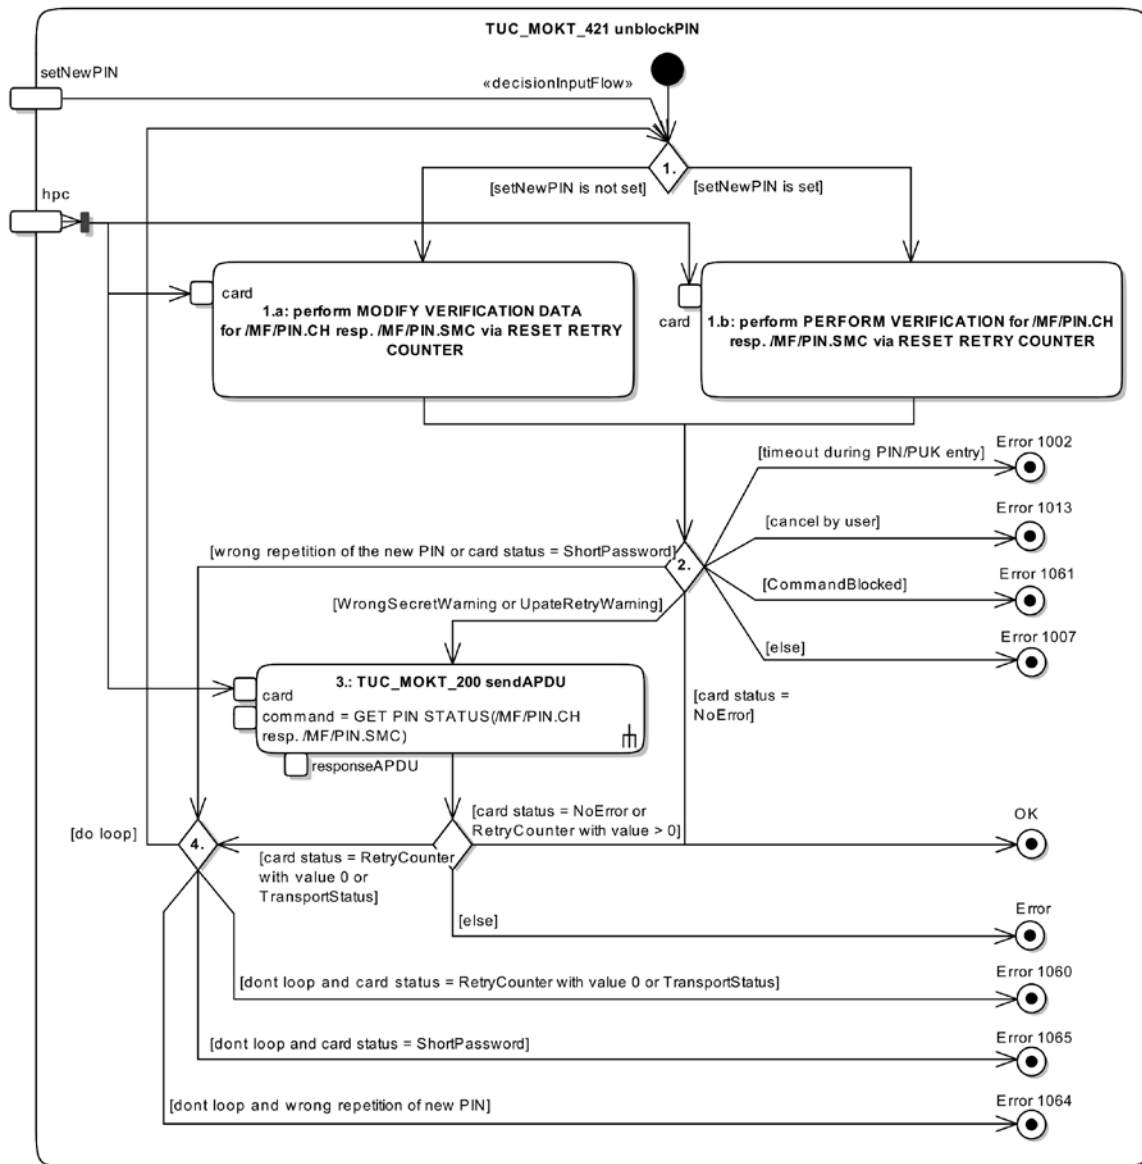 TUC_MOKT_421 unblockPIN
setNewPIN
«decisionInputFlow»
1.
[setNewPIN is not set]
[setNewPIN is set]
hpc
card
1.a: perform MODIFY VERIFICATION DATA
for /MF/PIN.CH resp. /MF/PIN.SMC via RESET RETRY
COUNTER
card
1.b: perform PERFORM VERIFICATION for /MF/PIN.CH
resp. /MF/PIN.SMC via RESET RETRY COUNTER
Error 1002
[timeout during PIN/PUK entry]
Error 1013
[cancel by user]
[wrong repetition of the new PIN or card status = ShortPassword]
2.
Error 1061
[CommandBlocked]
[WrongSecretWarning or UpateRetryWarning]
Error 1007
[else]
3.: TUC_MOKT_200 sendAPDU
card
command = GET PIN STATUS(/MF/PIN.CH
resp. /MF/PIN.SMC)
responseAPDU
[card status =
NoError]
[card status = NoError or
RetryCounter with value > 0]
OK
[do loop]
4.
[card status = RetryCounter
with value 0 or
TransportStatus]
[else]
Error
[dont loop and card status = RetryCounter with value 0 or TransportStatus]
Error 1060
[dont loop and card status = ShortPassword]
Error 1065
[dont loop and wrong repetition of new PIN]
Error 1064